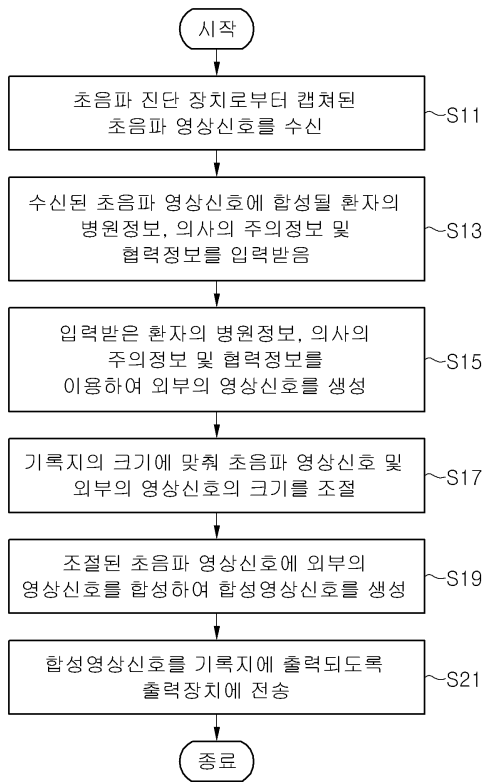 시작
초음파 진단 장치로부터 캡쳐된
초음파 영상신호를 수신
S11
수신된 초음파 영상신호에 합성될 환자의
병원정보, 의사의 주의정보 및
협력정보를 입력받음
S13
입력받은 환자의 병원정보, 의사의
주의정보 및 협력정보를
이용하여 외부의 영상신호를 생성
S15
기록지의 크기에 맞춰 초음파 영상신호 및
외부의 영상신호의 크기를 조절
S17
조절된 초음파 영상신호에 외부의
영상신호를 합성하여 합성영상신호를 생성
S19
합성영상신호를 기록지에 출력되도록
출력장치에 전송
S21
종료